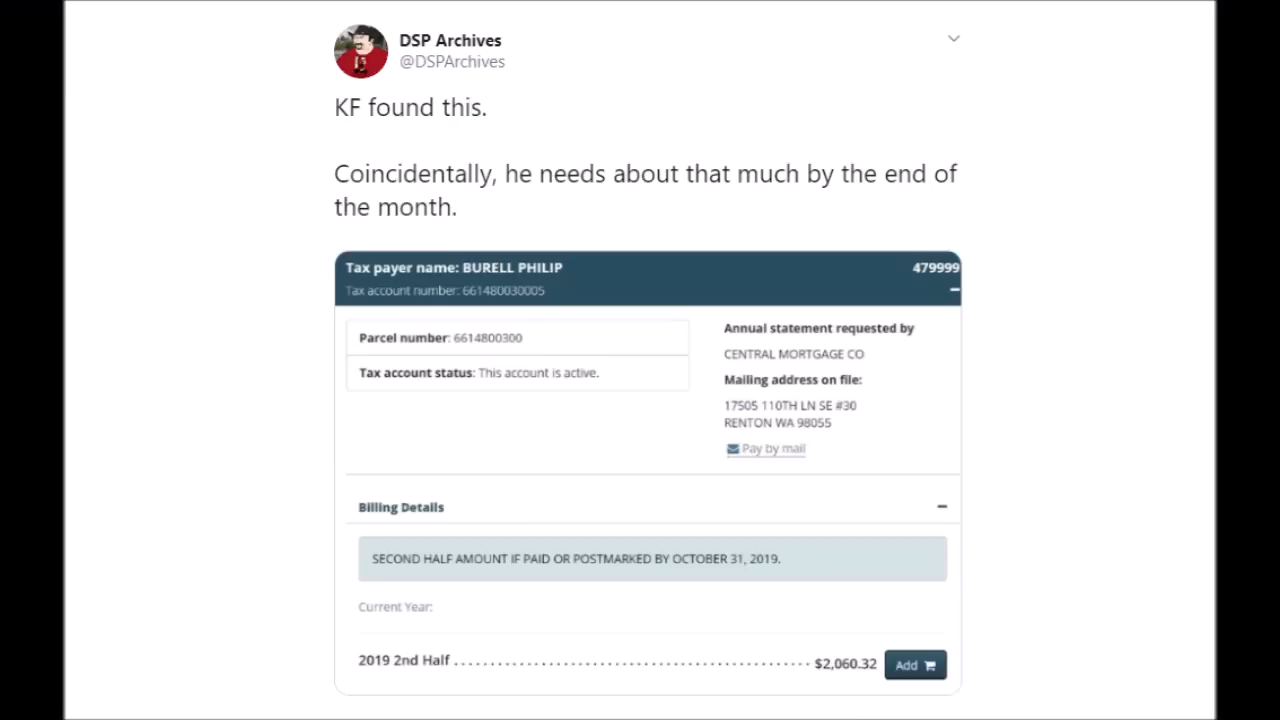 DSP Archives
@DSPArchives
KF found this.
Coincidentally, he needs about that much by the end of
the month.
Tax payer name: BURELL PHILIP 479999
Tax account number: 661480030005
Parcel number: 6614800300
Tax account status: This account is active.
Annual statement requested by
CENTRAL MORTGAGE CO
Mailing address on file:
17505 110TH LN SE #30
RENTON WA 98055
Pay by mail
Billing Details
SECOND HALF AMOUNT IF PAID OR POSTMARKED BY OCTOBER 31, 2019.
Current Year:
2019 2nd Half $2,060.32 Add